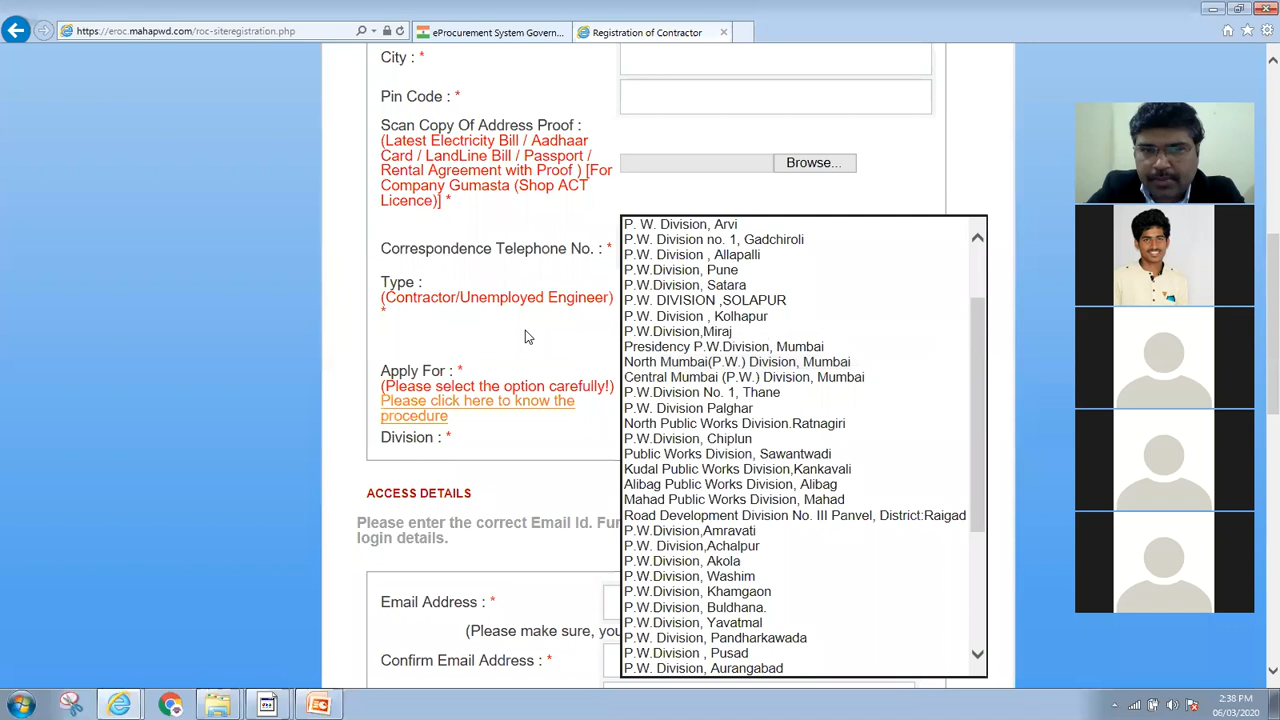 https://eroc.mahapwd.com/roc-siteregistration.php
eProcurement System Govern...
Registration of Contractor
City : *
Pin Code : *
Scan Copy Of Address Proof :
(Latest Electricity Bill / Aadhaar
Card / LandLine Bill / Passport /
Rental Agreement with Proof ) [For
Company Gumasta (Shop ACT
Licence)] *
Browse...
Correspondence Telephone No. : *
Type :
(Contractor/Unemployed Engineer)
*
Apply For : *
(Please select the option carefully!)
Please click here to know the
procedure
Division : *
P. W. Division, Arvi
P.W. Division no. 1, Gadchiroli
P.W. Division , Allapalli
P.W.Division, Pune
P.W.Division, Satara
P.W. DIVISION ,SOLAPUR
P.W. Division , Kolhapur
P.W.Division,Miraj
Presidency P.W.Division, Mumbai
North Mumbai(P.W.) Division, Mumbai
Central Mumbai (P.W.) Division, Mumbai
P.W.Division No. 1, Thane
P.W. Division Palghar
North Public Works Division.Ratnagiri
P.W.Division, Chiplun
Public Works Division, Sawantwadi
Kudal Public Works Division,Kankavali
Alibag Public Works Division, Alibag
Mahad Public Works Division, Mahad
Road Development Division No. III Panvel, District:Raigad
P.W.Division,Amravati
P.W. Division,Achalpur
P.W.Division, Akola
P.W.Division, Washim
P.W.Division, Khamgaon
P.W.Division, Buldhana.
P.W.Division, Yavatmal
P.W. Division, Pandharkawada
P.W.Division , Pusad
P.W. Division, Aurangabad
ACCESS DETAILS
Please enter the correct Email Id. Fu
login details.
Email Address : *
(Please make sure, you
Confirm Email Address : *
2:38 PM
06/03/2020